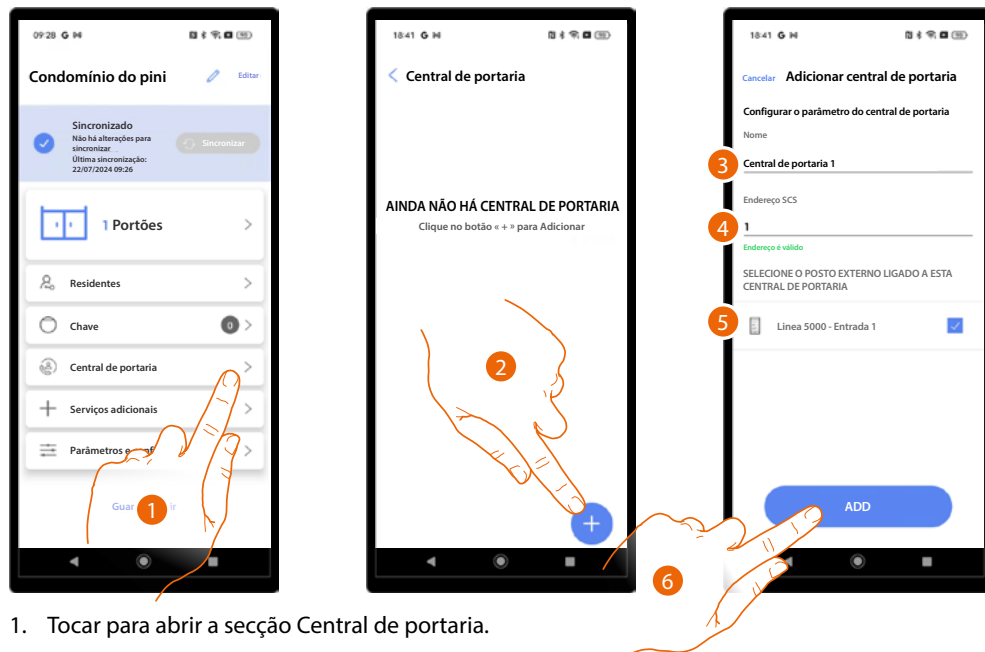 09:28 G
Condomínio do pini
Editar
Sincronizado
Não há alterações para
sincronizar
Última sincronização:
22/07/2024 09:26
Sincronizar
1 Portões
Residentes
Chave
0
Central de portaria
Serviços adicionais
Parâmetros e
Guar
1
18:41 G
Central de portaria
AINDA NÃO HÁ CENTRAL DE PORTARIA
Clique no botão « + » para Adicionar
2
18:41 G
Cancelar Adicionar central de portaria
Configurar o parâmetro do central de portaria
Nome
3
Central de portaria 1
Endereço SCS
4
1
Endereço é válido
SELECIONE O POSTO EXTERNO LIGADO A ESTA
CENTRAL DE PORTARIA
5
Linea 5000 - Entrada 1
ADD
6
1. Tocar para abrir a secção Central de portaria.